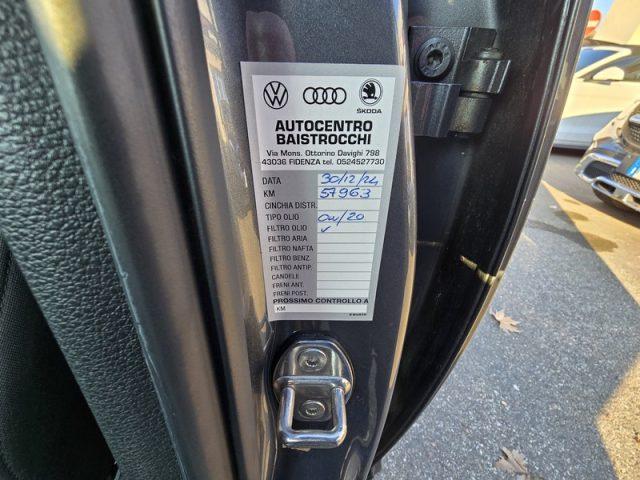 ŠKODA
AUTOCENTRO
BAISTROCCHI
Via Mons. Ottorino Davighi 798
43036 FIDENZA tel. 0524527730
DATA 30/12/24
KM 57963
CINGHIA DISTR.
TIPO OLIO 0W/20
FILTRO OLIO ✓
FILTRO ARIA
FILTRO NAFTA
FILTRO BENZ.
FILTRO ANTIP.
CANDELE
FRENI ANT.
FRENI POST.
PROSSIMO CONTROLLO A
KM